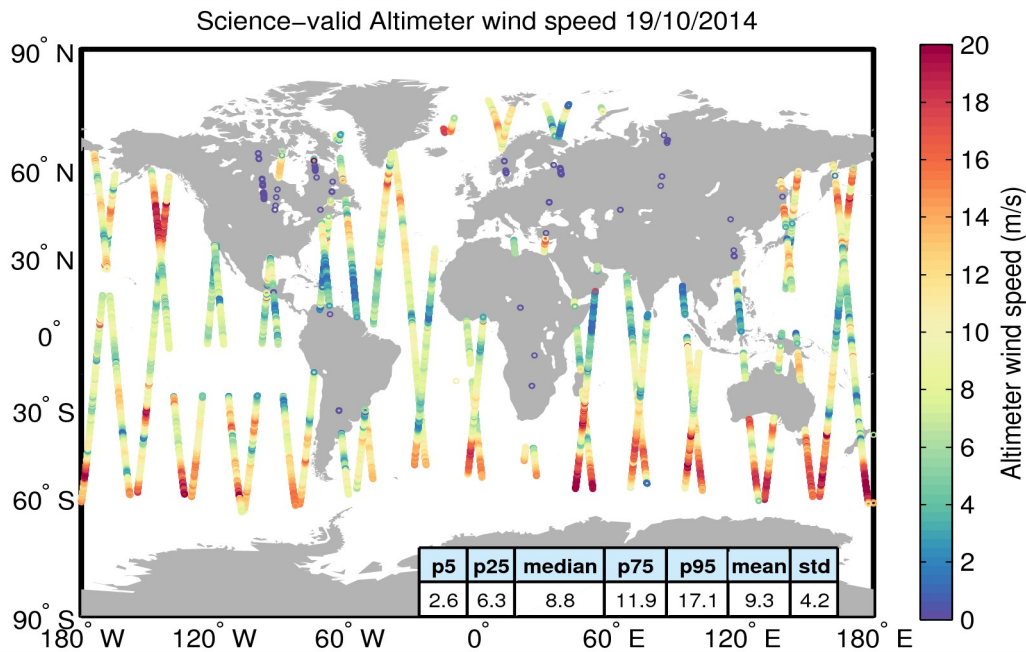 Science−valid Altimeter wind speed 19/10/2014
90° N
60° N
30° N
0°
30° S
60° S
90° S
180° W
120° W
60° W
0°
60° E
120° E
180° E
p5 p25 median p75 p95 mean std
2.6 6.3 8.8 11.9 17.1 9.3 4.2
20
18
16
14
12
10
8
6
4
2
0
Altimeter wind speed (m/s)